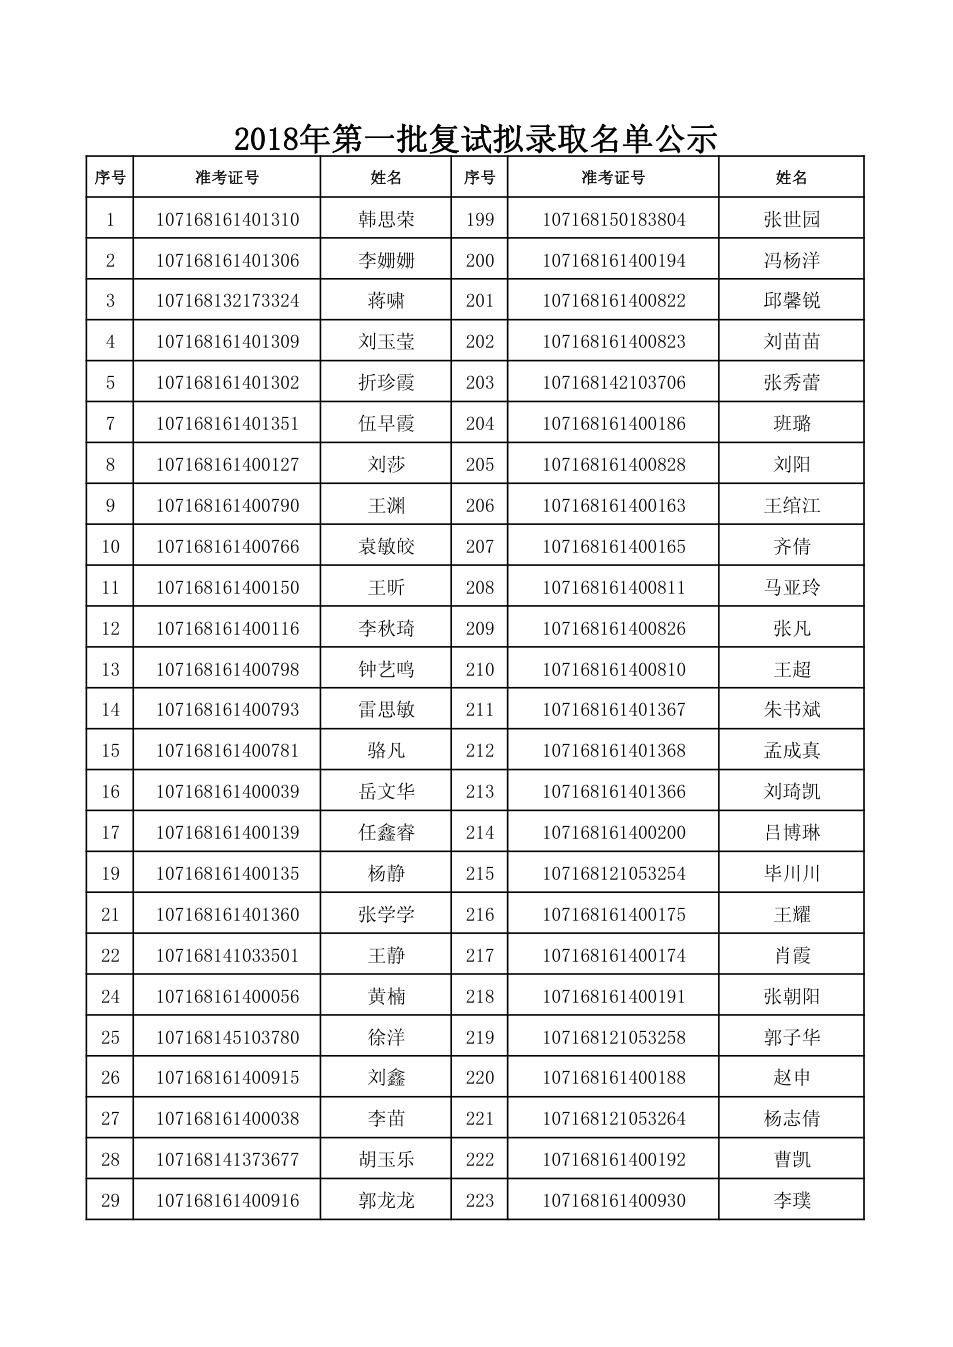 2018年第一批复试拟录取名单公示
序号 准考证号 姓名 序号 准考证号 姓名
1 107168161401310 韩思荣 199 107168150183804 张世园
2 107168161401306 李姗姗 200 107168161400194 冯杨洋
3 107168132173324 蒋啸 201 107168161400822 邱馨锐
4 107168161401309 刘玉莹 202 107168161400823 刘苗苗
5 107168161401302 折珍霞 203 107168142103706 张秀蕾
7 107168161401351 伍早霞 204 107168161400186 班璐
8 107168161400127 刘莎 205 107168161400828 刘阳
9 107168161400790 王渊 206 107168161400163 王绾江
10 107168161400766 袁敏皎 207 107168161400165 齐倩
11 107168161400150 王昕 208 107168161400811 马亚玲
12 107168161400116 李秋琦 209 107168161400826 张凡
13 107168161400798 钟艺鸣 210 107168161400810 王超
14 107168161400793 雷思敏 211 107168161401367 朱书斌
15 107168161400781 骆凡 212 107168161401368 孟成真
16 107168161400039 岳文华 213 107168161401366 刘琦凯
17 107168161400139 任鑫睿 214 107168161400200 吕博琳
19 107168161400135 杨静 215 107168121053254 毕川川
21 107168161401360 张学学 216 107168161400175 王耀
22 107168141033501 王静 217 107168161400174 肖霞
24 107168161400056 黄楠 218 107168161400191 张朝阳
25 107168145103780 徐洋 219 107168121053258 郭子华
26 107168161400915 刘鑫 220 107168161400188 赵申
27 107168161400038 李苗 221 107168121053264 杨志倩
28 107168141373677 胡玉乐 222 107168161400192 曹凯
29 107168161400916 郭龙龙 223 107168161400930 李璞